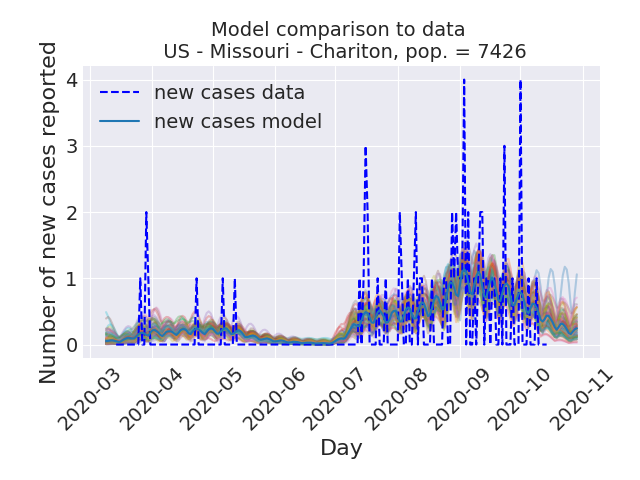 Model comparison to data
US - Missouri - Chariton, pop. = 7426
Number of new cases reported
4
3
2
1
0
new cases data
new cases model
2020-03
2020-04
2020-05
2020-06
2020-07
2020-08
2020-09
2020-10
2020-11
Day